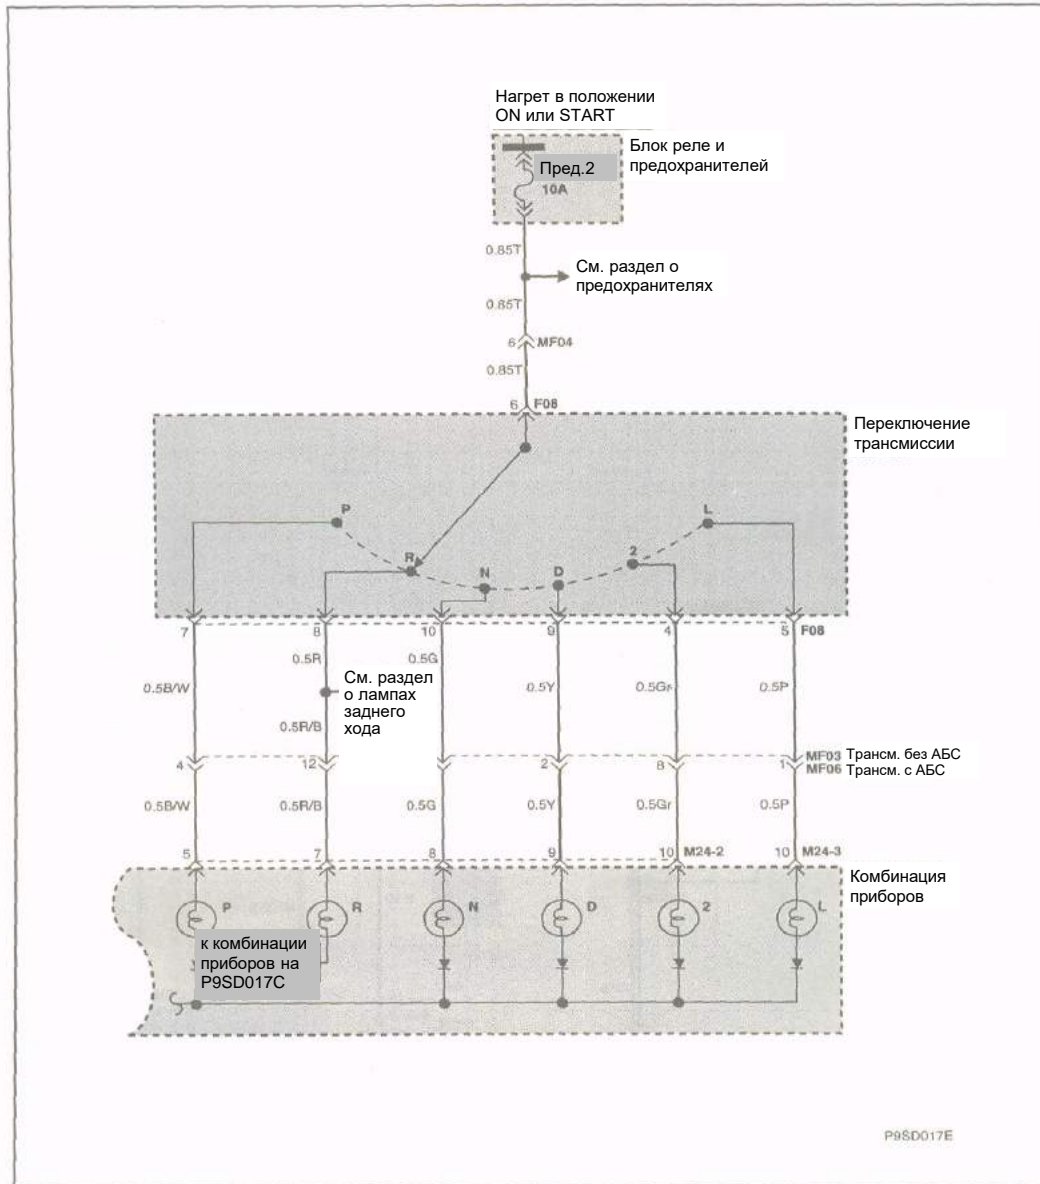 Нагрет в положении
ON или START
Блок реле и
предохранителей
Пред.2
10A
0.85T
См. раздел о
предохранителях
0.85T
6 MF04
0.85T
6 F08
Переключение
трансмиссии
P
R
N
D
2
L
7 8 10 9 4 5 F08
0.5R 0.5G
См. раздел
о лампах
заднего
хода
0.5B/W 0.5Y 0.5Gr 0.5P
0.5R/B
MF03 Трансм. без АБС
4 12 2 8 1 MF06 Трансм. с АБС
0.5B/W 0.5R/B 0.5G 0.5Y 0.5Gr 0.5P
5 7 8 9 10 M24-2 10 M24-3
Комбинация
приборов
P R N D 2 L
к комбинации
приборов на
P9SD017C
P9SD017E